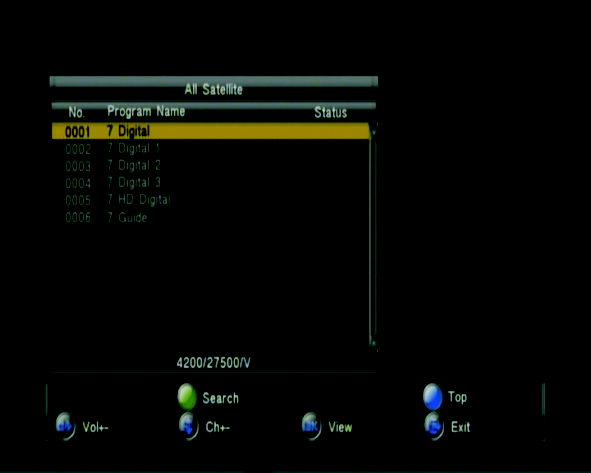 All Satellite
No. Program Name Status
0001 7 Digital
0002 7 Digital 1
0003 7 Digital 2
0004 7 Digital 3
0005 7 HD Digital
0006 7 Guide
4200/27500/V
Search Top
Vol+- Ch+- OK View Exit